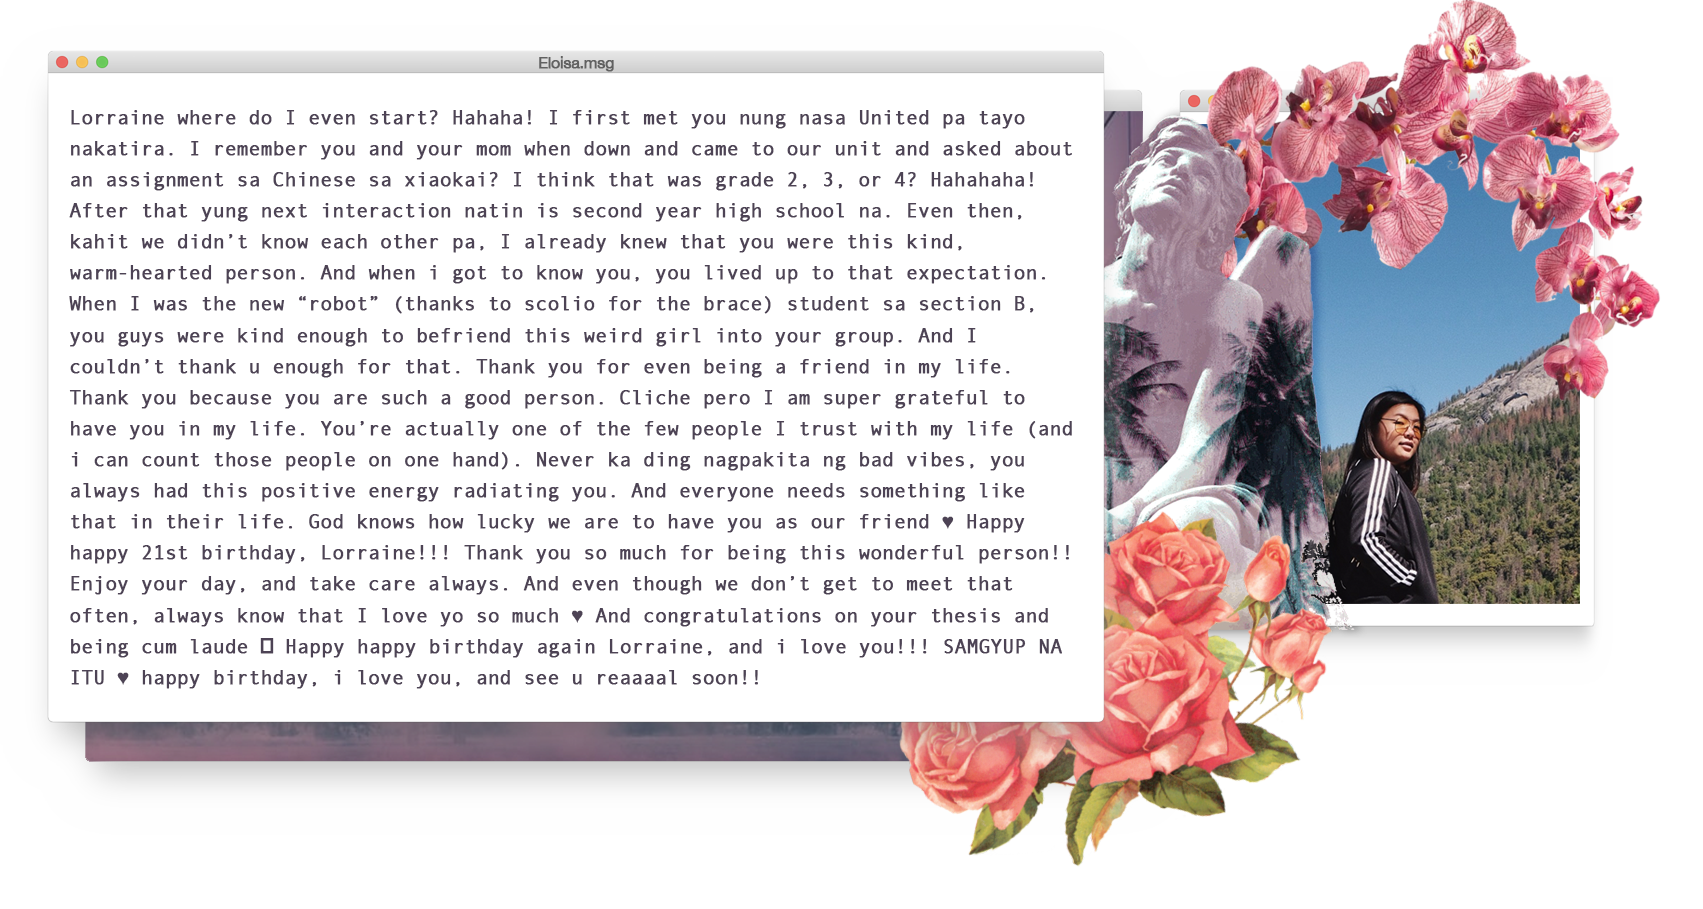 Eloisa.msg
Lorraine where do I even start? Hahaha! I first met you nung nasa United pa tayo
nakatira. I remember you and your mom when down and came to our unit and asked about
an assignment sa Chinese sa xiaokai? I think that was grade 2, 3, or 4? Hahahaha!
After that yung next interaction natin is second year high school na. Even then,
kahit we didn’t know each other pa, I already knew that you were this kind,
warm-hearted person. And when i got to know you, you lived up to that expectation.
When I was the new “robot” (thanks to scolio for the brace) student sa section B,
you guys were kind enough to befriend this weird girl into your group. And I
couldn’t thank u enough for that. Thank you for even being a friend in my life.
Thank you because you are such a good person. Cliche pero I am super grateful to
have you in my life. You’re actually one of the few people I trust with my life (and
i can count those people on one hand). Never ka ding nagpakita ng bad vibes, you
always had this positive energy radiating you. And everyone needs something like
that in their life. God knows how lucky we are to have you as our friend ♥ Happy
happy 21st birthday, Lorraine!!! Thank you so much for being this wonderful person!!
Enjoy your day, and take care always. And even though we don’t get to meet that
often, always know that I love yo so much ♥ And congratulations on your thesis and
being cum laude Happy happy birthday again Lorraine, and i love you!!! SAMGYUP NA
ITU ♥ happy birthday, i love you, and see u reaaaal soon!!